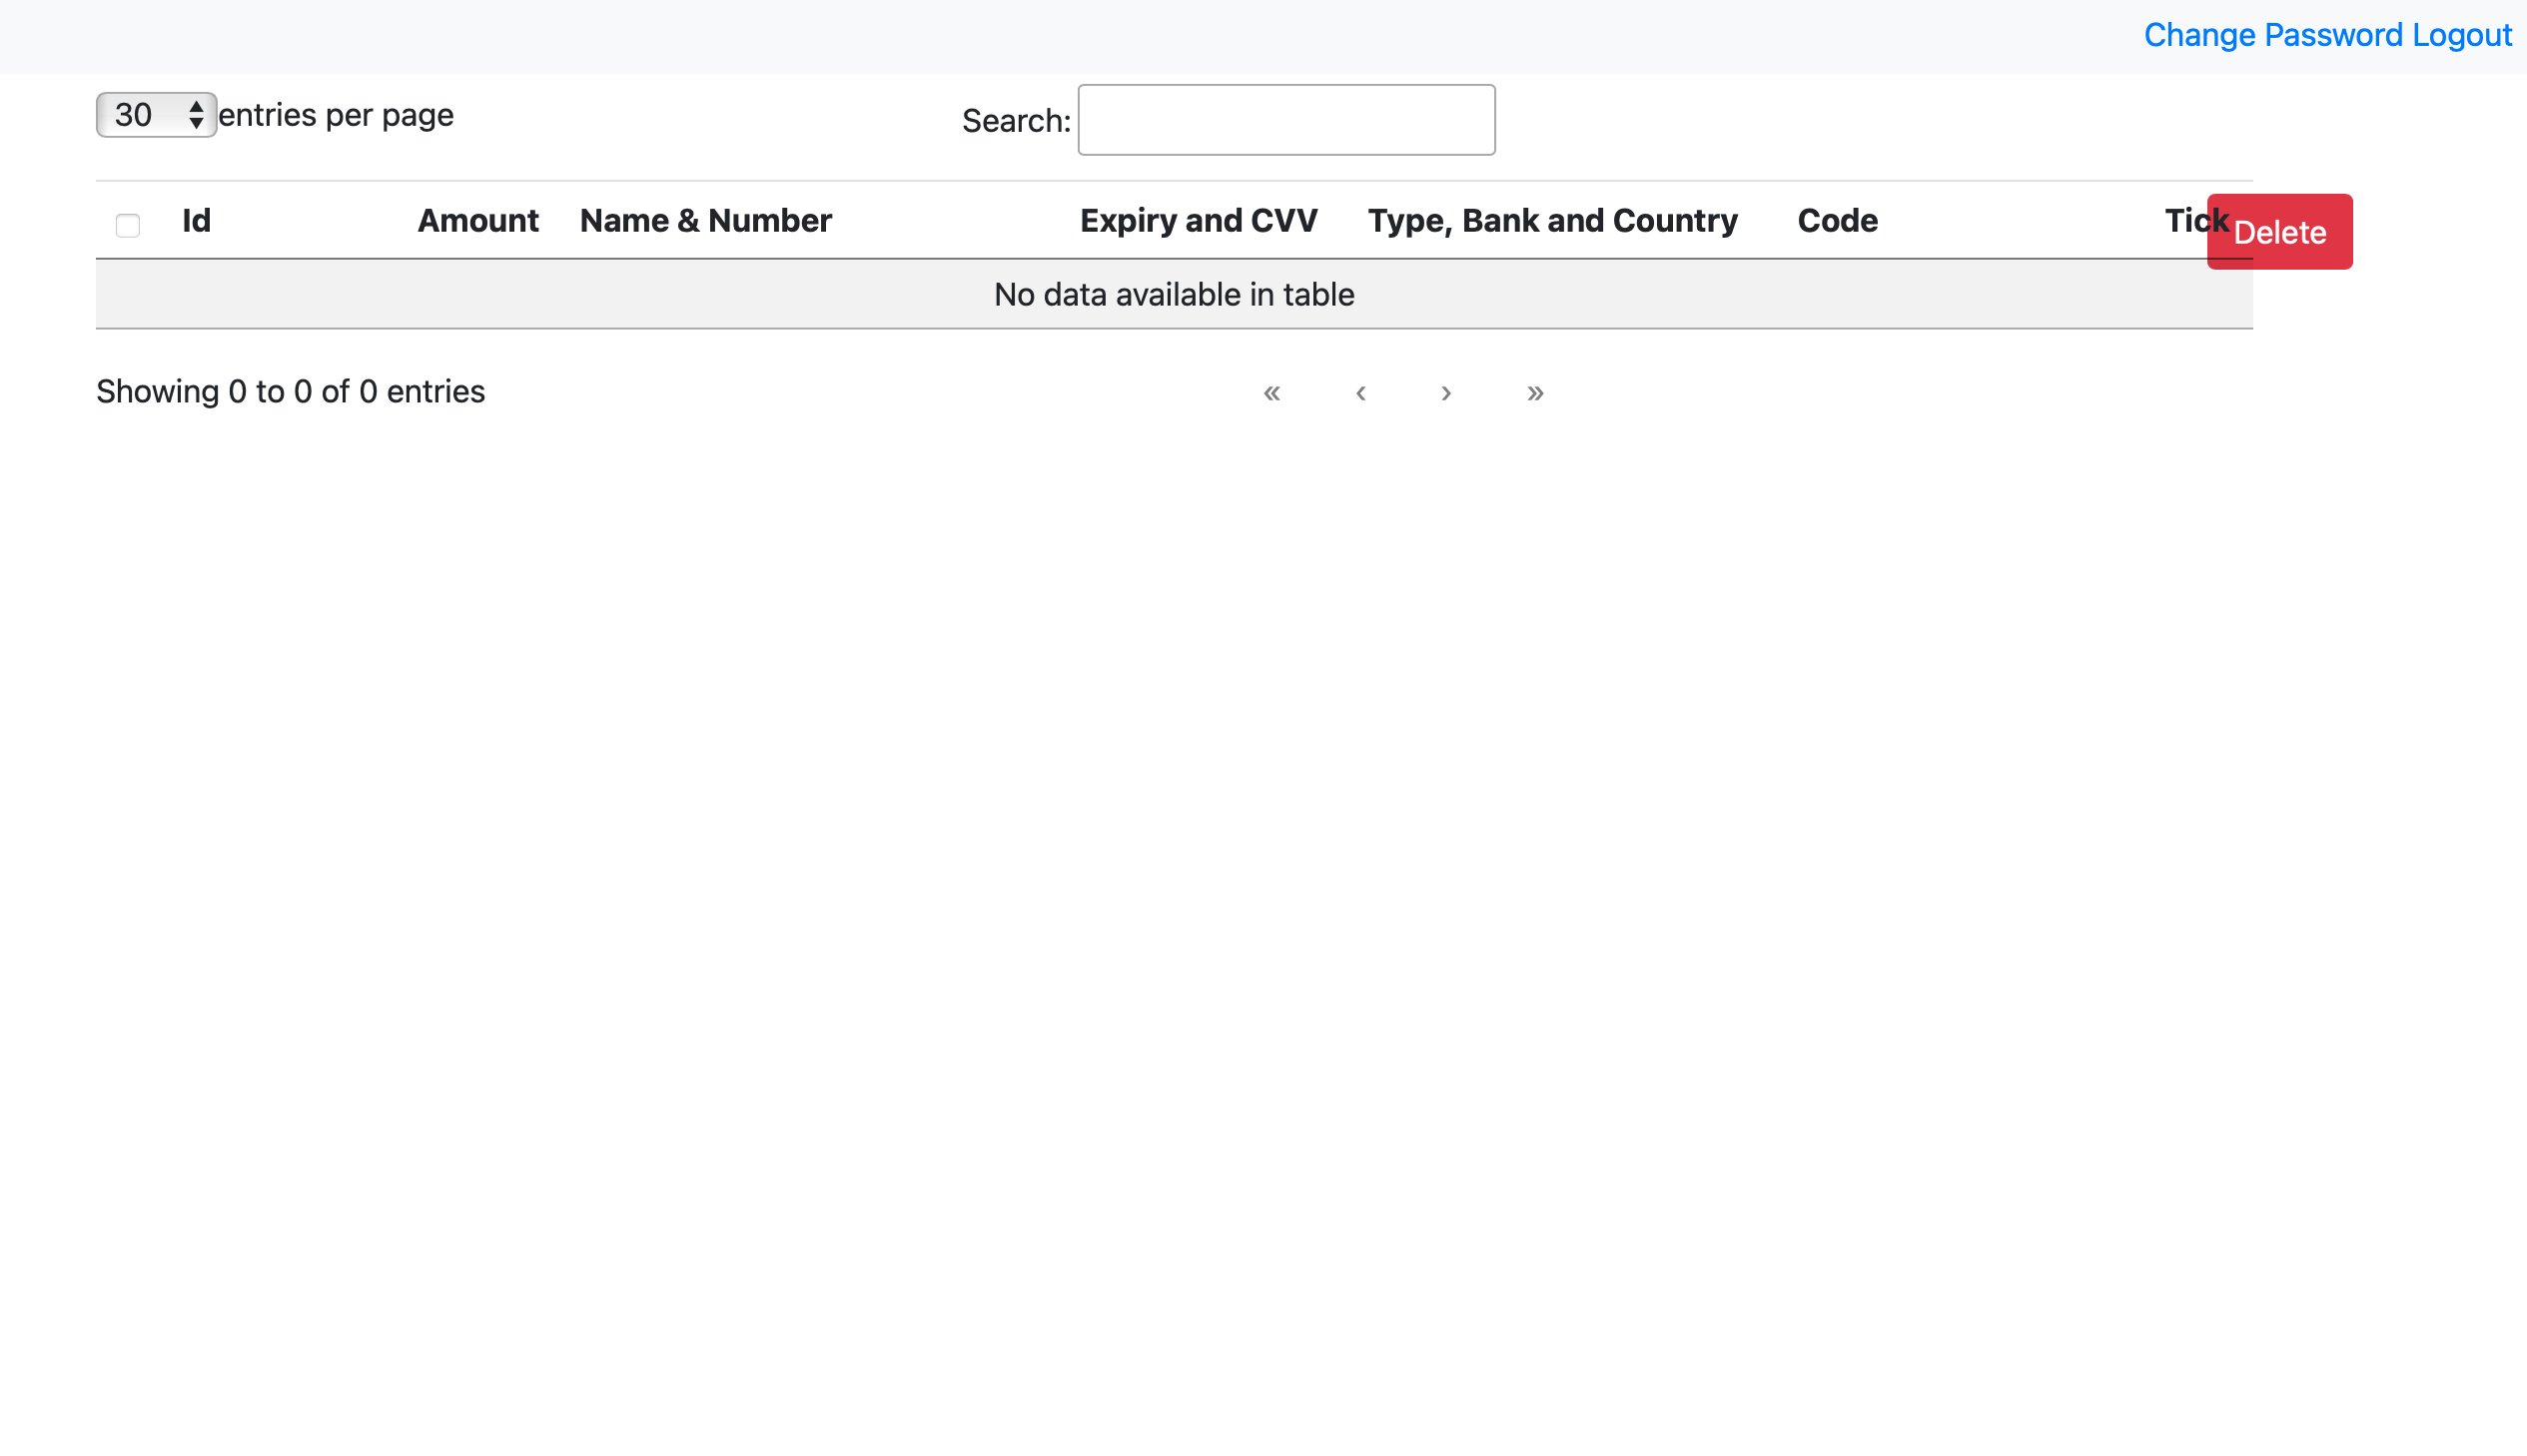 Change Password Logout
30 entries per page Search:
Id Amount Name & Number Expiry and CVV Type, Bank and Country Code Tick Delete
No data available in table
Showing 0 to 0 of 0 entries « ‹ › »